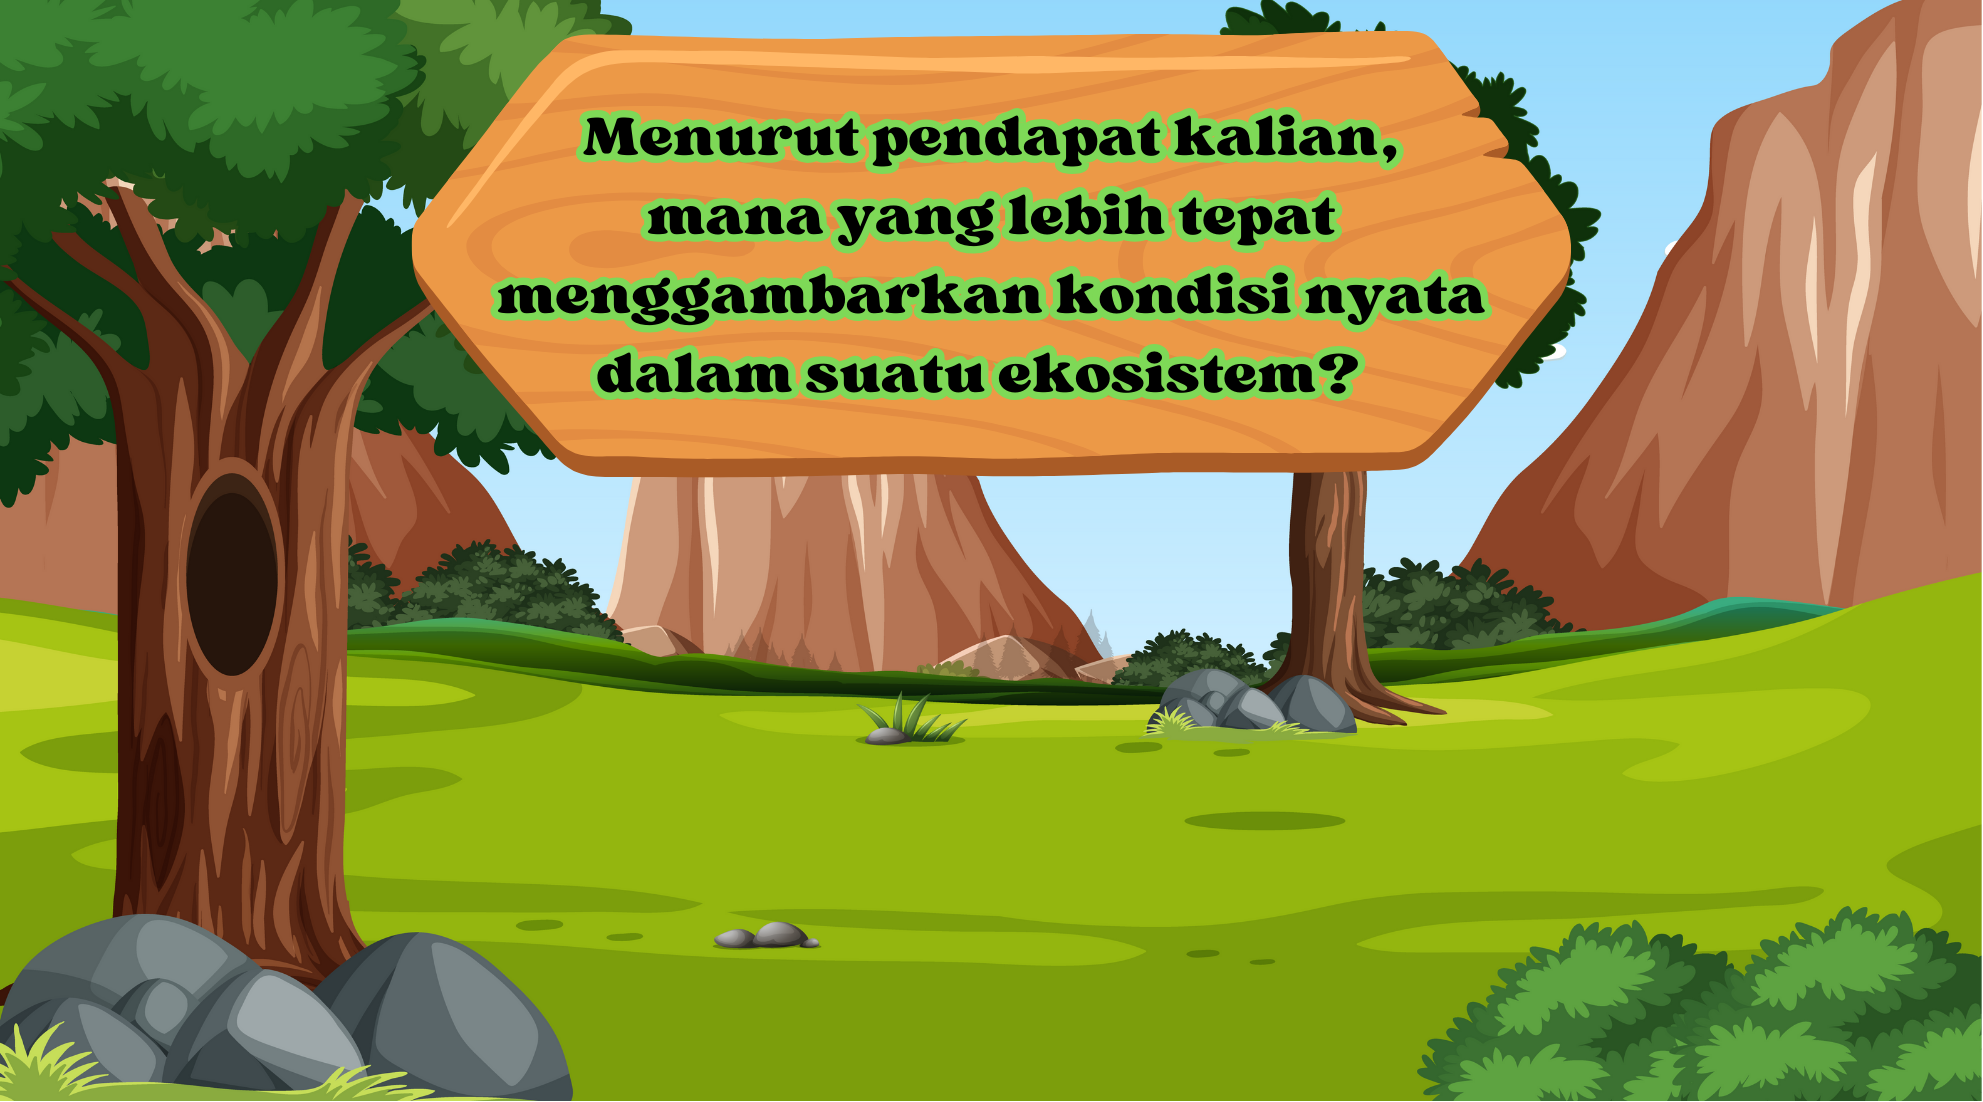 Menurut pendapat kalian,
mana yang lebih tepat
menggambarkan kondisi nyata
dalam suatu ekosistem?